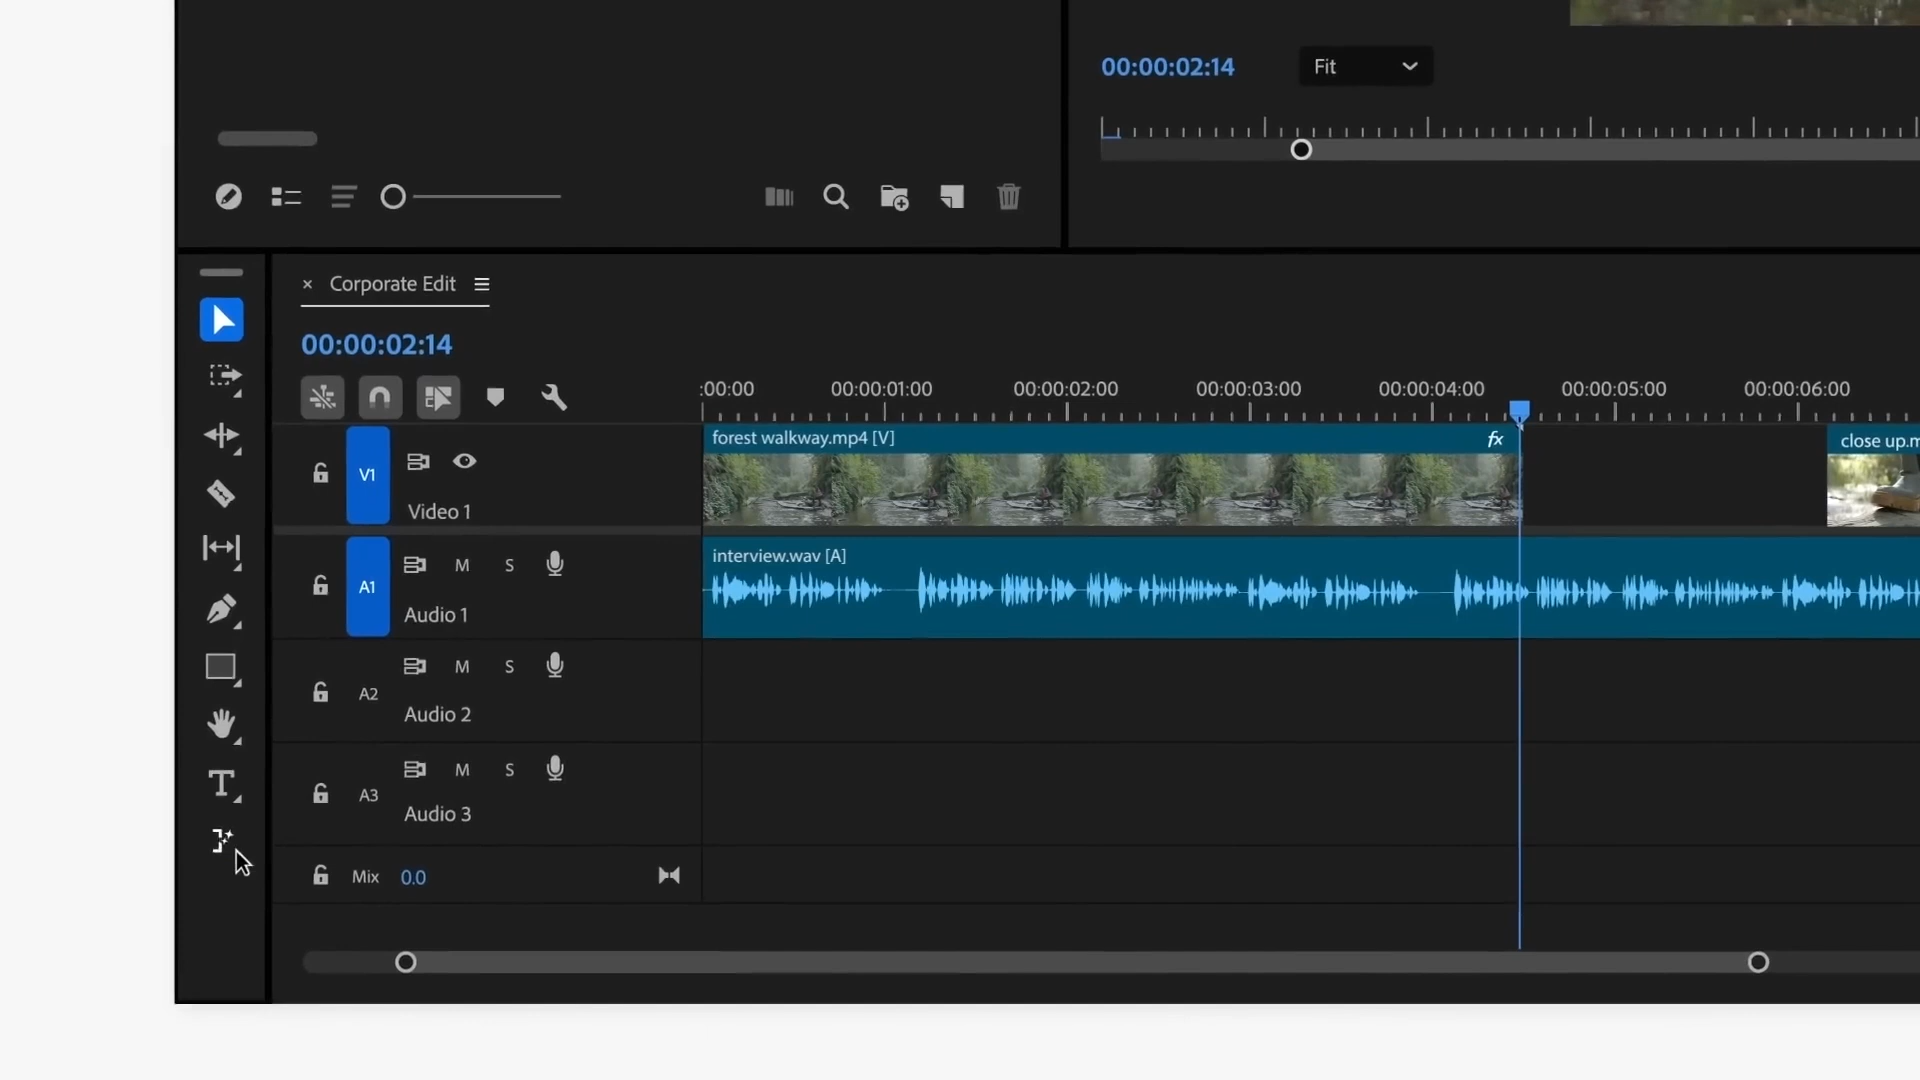 00:00:02:14
Fit
× Corporate Edit
00:00:02:14
:00:00 00:00:01:00 00:00:02:00 00:00:03:00 00:00:04:00 00:00:05:00 00:00:06:00
V1
Video 1
forest walkway.mp4 [V] fx
close up.m
A1 M S
Audio 1
interview.wav [A]
A2 M S
Audio 2
A3 M S
Audio 3
Mix 0.0